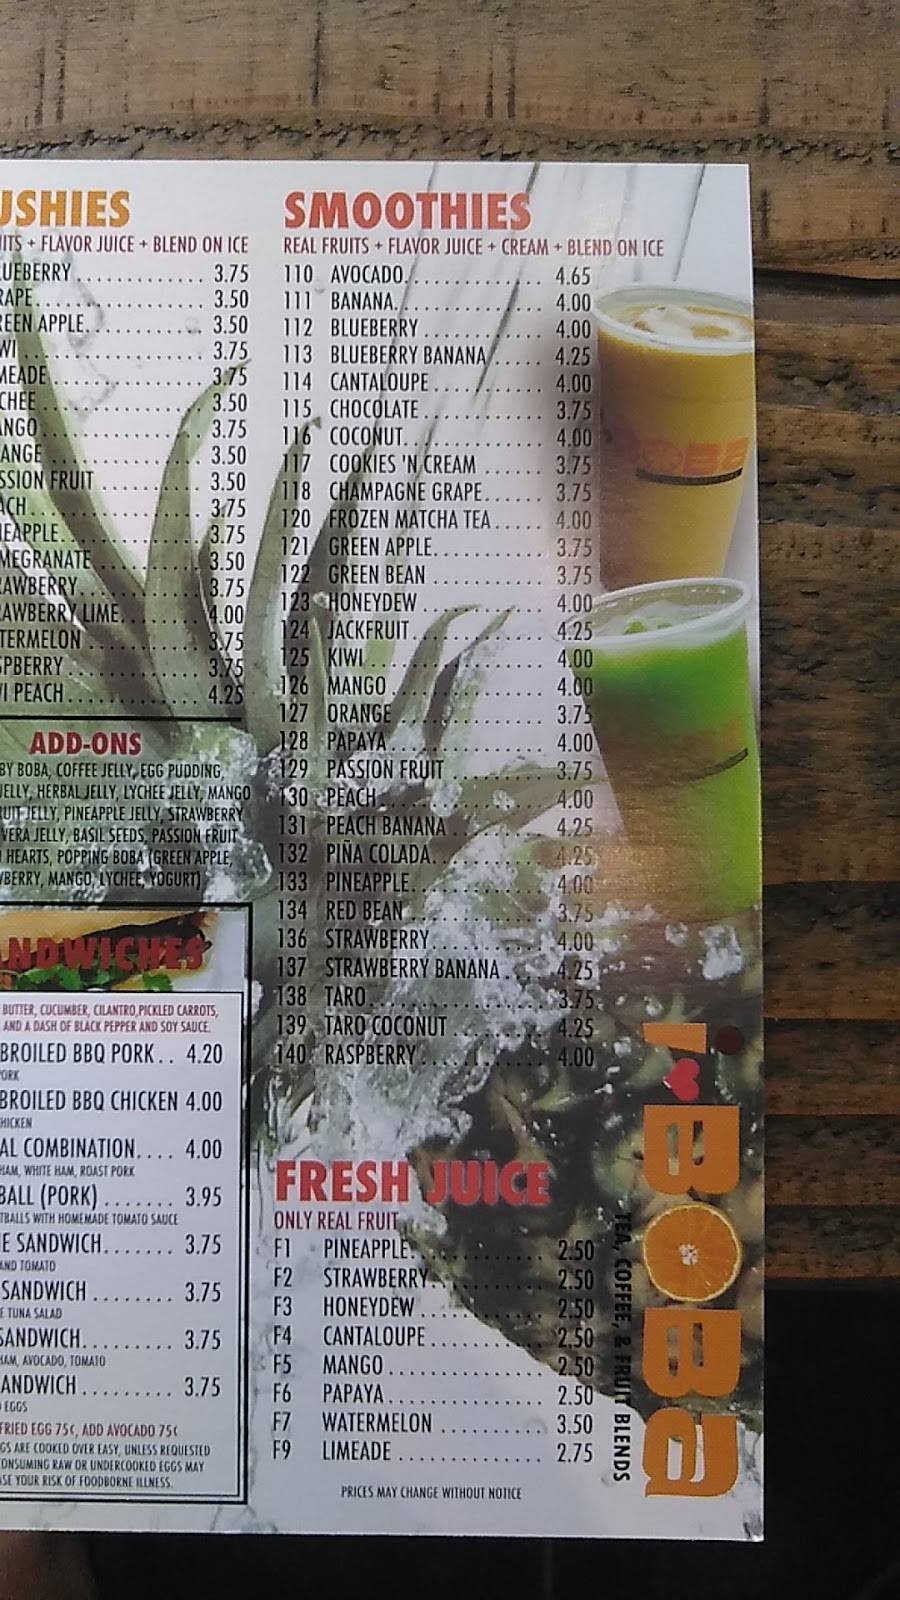 USHIES
ITS + FLAVOR JUICE + BLEND ON ICE
UEBERRY 3.75
RAPE 3.50
REEN APPLE 3.50
WI 3.75
MEADE 3.75
CHEE 3.50
ANGO 3.75
ANGE 3.50
SSION FRUIT 3.50
ACH 3.75
NEAPPLE 3.75
MEGRANATE 3.50
RAWBERRY 3.75
RAWBERRY LIME 4.00
TERMELON 3.75
SPBERRY 3.75
I PEACH 4.25
ADD-ONS
BY BOBA, COFFEE JELLY, EGG PUDDING,
JELLY, HERBAL JELLY, LYCHEE JELLY, MANGO
UIT JELLY, PINEAPPLE JELLY, STRAWBERRY
VERA JELLY, BASIL SEEDS, PASSION FRUIT
HEARTS, POPPING BOBA (GREEN APPLE,
WBERRY, MANGO, LYCHEE, YOGURT)
ANDWICHES
BUTTER, CUCUMBER, CILANTRO,PICKLED CARROTS,
AND A DASH OF BLACK PEPPER AND SOY SAUCE.
BROILED BBQ PORK.. 4.20
ORK
BROILED BBQ CHICKEN 4.00
HICKEN
AL COMBINATION.... 4.00
HAM, WHITE HAM, ROAST PORK
BALL (PORK) ....... 3.95
TBALLS WITH HOMEMADE TOMATO SAUCE
E SANDWICH....... 3.75
AND TOMATO
SANDWICH ........ 3.75
E TUNA SALAD
SANDWICH......... 3.75
HAM, AVOCADO, TOMATO
ANDWICH ......... 3.75
EGGS
FRIED EGG 75¢, ADD AVOCADO 75¢
GS ARE COOKED OVER EASY, UNLESS REQUESTED
ONSUMING RAW OR UNDERCOOKED EGGS MAY
SE YOUR RISK OF FOODBORNE ILLNESS.
SMOOTHIES
REAL FRUITS + FLAVOR JUICE + CREAM + BLEND ON ICE
110 AVOCADO 4.65
111 BANANA 4.00
112 BLUEBERRY 4.00
113 BLUEBERRY BANANA 4.25
114 CANTALOUPE 4.00
115 CHOCOLATE 3.75
116 COCONUT 4.00
117 COOKIES 'N CREAM 3.75
118 CHAMPAGNE GRAPE 3.75
120 FROZEN MATCHA TEA 4.00
121 GREEN APPLE 3.75
122 GREEN BEAN 3.75
123 HONEYDEW 4.00
124 JACKFRUIT 4.25
125 KIWI 4.00
126 MANGO 4.00
127 ORANGE 3.75
128 PAPAYA 4.00
129 PASSION FRUIT 3.75
130 PEACH 4.00
131 PEACH BANANA 4.25
132 PIÑA COLADA 4.25
133 PINEAPPLE 4.00
134 RED BEAN 3.75
136 STRAWBERRY 4.00
137 STRAWBERRY BANANA 4.25
138 TARO 3.75
139 TARO COCONUT 4.25
140 RASPBERRY 4.00
FRESH JUICE
ONLY REAL FRUIT
F1 PINEAPPLE 2.50
F2 STRAWBERRY 2.50
F3 HONEYDEW 2.50
F4 CANTALOUPE 2.50
F5 MANGO 2.50
F6 PAPAYA 2.50
F7 WATERMELON 3.50
F9 LIMEADE 2.75
PRICES MAY CHANGE WITHOUT NOTICE
i BOBa
TEA, COFFEE, & FRUIT BLENDS